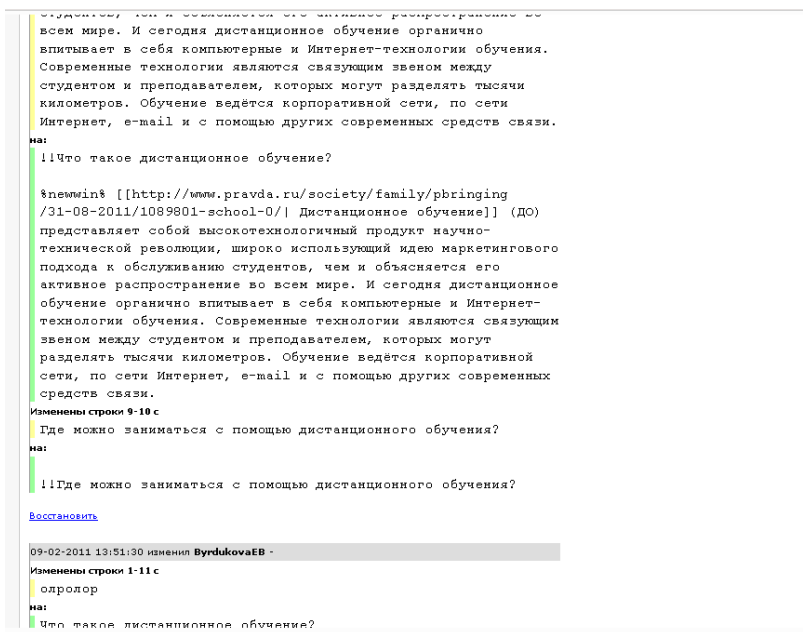 студентов, чем и объясняется его активное распространение во
всем мире. И сегодня дистанционное обучение органично
впитывает в себя компьютерные и Интернет-технологии обучения.
Современные технологии являются связующим звеном между
студентом и преподавателем, которых могут разделять тысячи
километров. Обучение ведётся корпоративной сети, по сети
Интернет, e-mail и с помощью других современных средств связи.
на:
!!Что такое дистанционное обучение?
%newwin% [[http://www.pravda.ru/society/family/pbringing
/31-08-2011/1089801-school-0/| Дистанционное обучение]] (ДО)
представляет собой высокотехнологичный продукт научно-
технической революции, широко использующий идею маркетингового
подхода к обслуживанию студентов, чем и объясняется его
активное распространение во всем мире. И сегодня дистанционное
обучение органично впитывает в себя компьютерные и Интернет-
технологии обучения. Современные технологии являются связующим
звеном между студентом и преподавателем, которых могут
разделять тысячи километров. Обучение ведётся корпоративной
сети, по сети Интернет, e-mail и с помощью других современных
средств связи.
Изменены строки 9-10 с
Где можно заниматься с помощью дистанционного обучения?
на:
!!Где можно заниматься с помощью дистанционного обучения?
Восстановить
09-02-2011 13:51:30 изменил ByrdukovaEB -
Изменены строки 1-11 с
олролор
на:
Что такое дистанционное обучение?